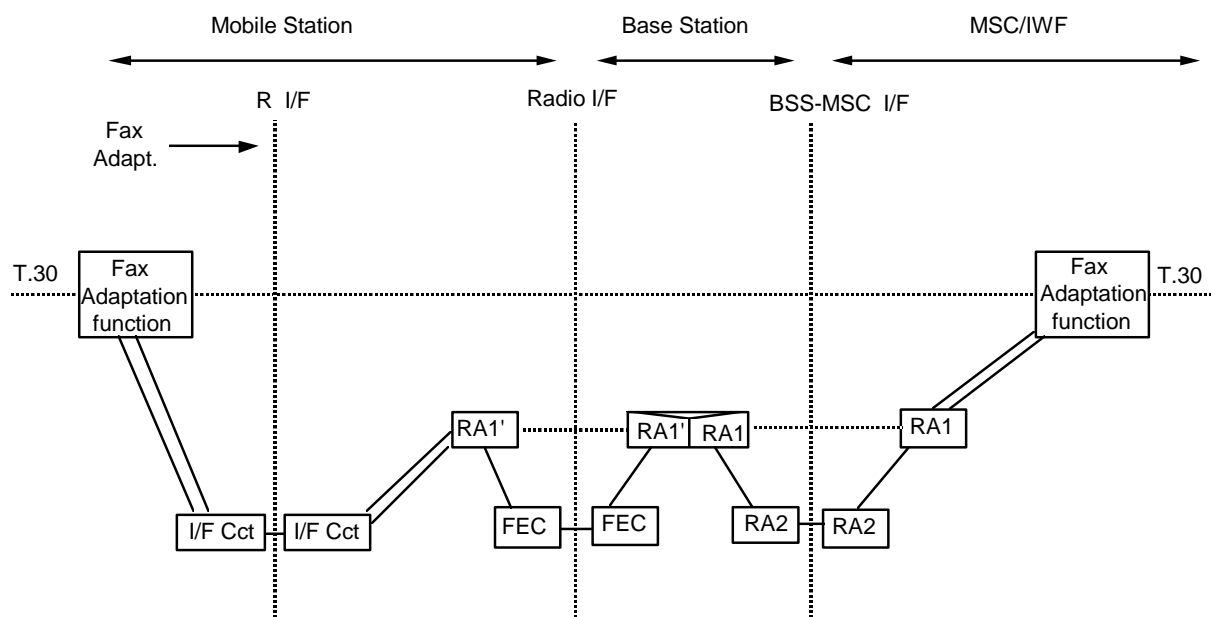 Mobile Station
Base Station
MSC/IWF
R I/F
Radio I/F
BSS-MSC I/F
Fax
Adapt.
T.30
Fax
Adaptation
function
Fax
Adaptation
function
T.30
RA1'
RA1'
RA1
RA1
I/F Cct
I/F Cct
FEC
FEC
RA2
RA2